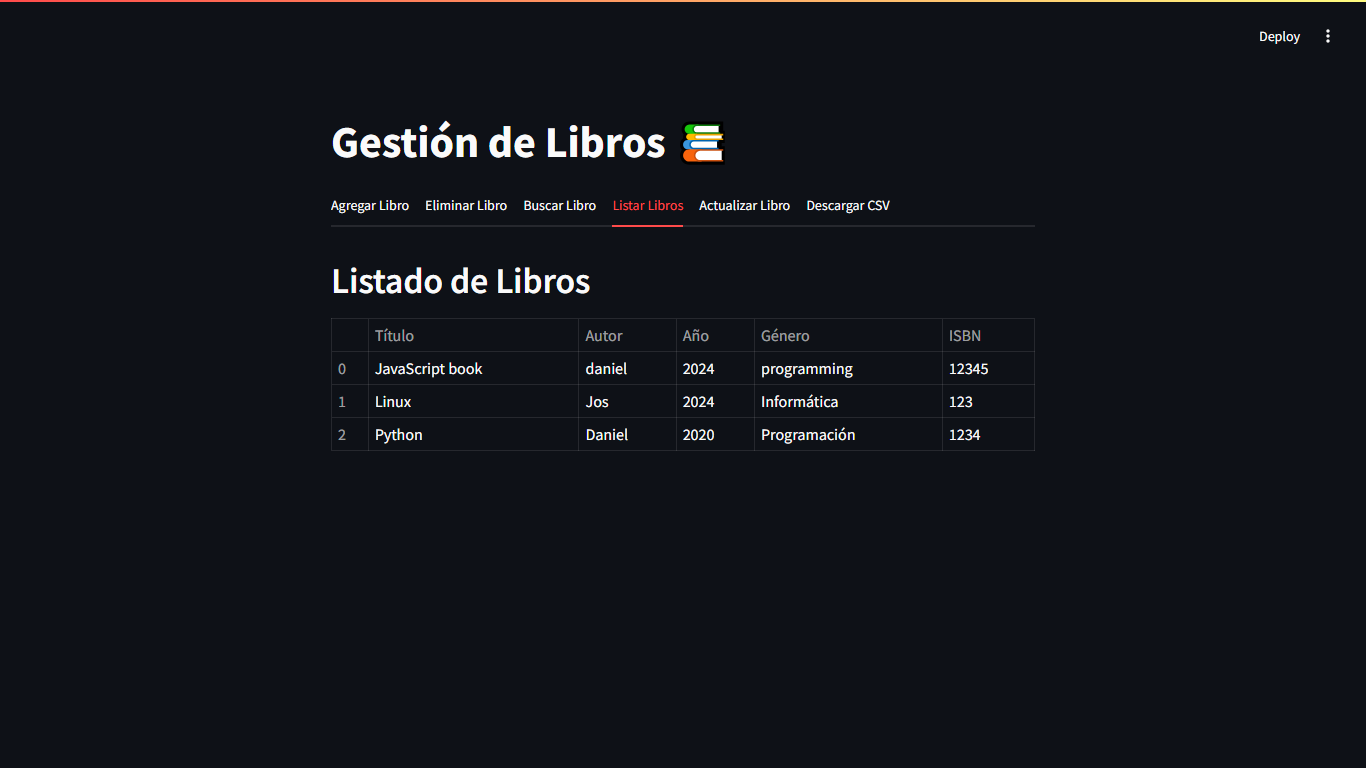 Deploy
Gestión de Libros
Agregar Libro Eliminar Libro Buscar Libro Listar Libros Actualizar Libro Descargar CSV
Listado de Libros
Título Autor Año Género ISBN
0 JavaScript book daniel 2024 programming 12345
1 Linux Jos 2024 Informática 123
2 Python Daniel 2020 Programación 1234